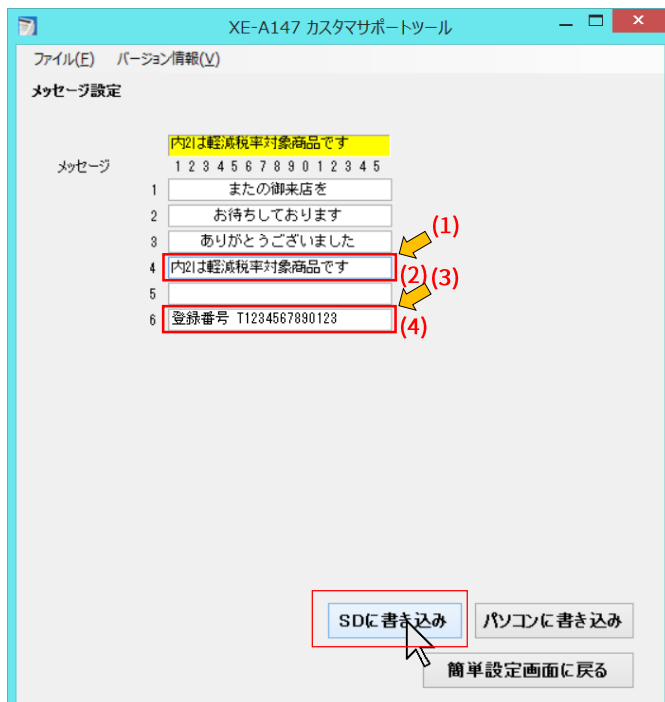 XE-A147 カスタマサポートツール
ファイル(F) バージョン情報(V)
メッセージ設定
内2は軽減税率対象商品です
メッセージ 1 2 3 4 5 6 7 8 9 0 1 2 3 4 5
1 またの御来店を
2 お待ちしております
(1)
3 ありがとうございました
4 内2は軽減税率対象商品です (2) (3)
5
6 登録番号 T1234567890123 (4)
SDに書き込み パソコンに書き込み
簡単設定画面に戻る